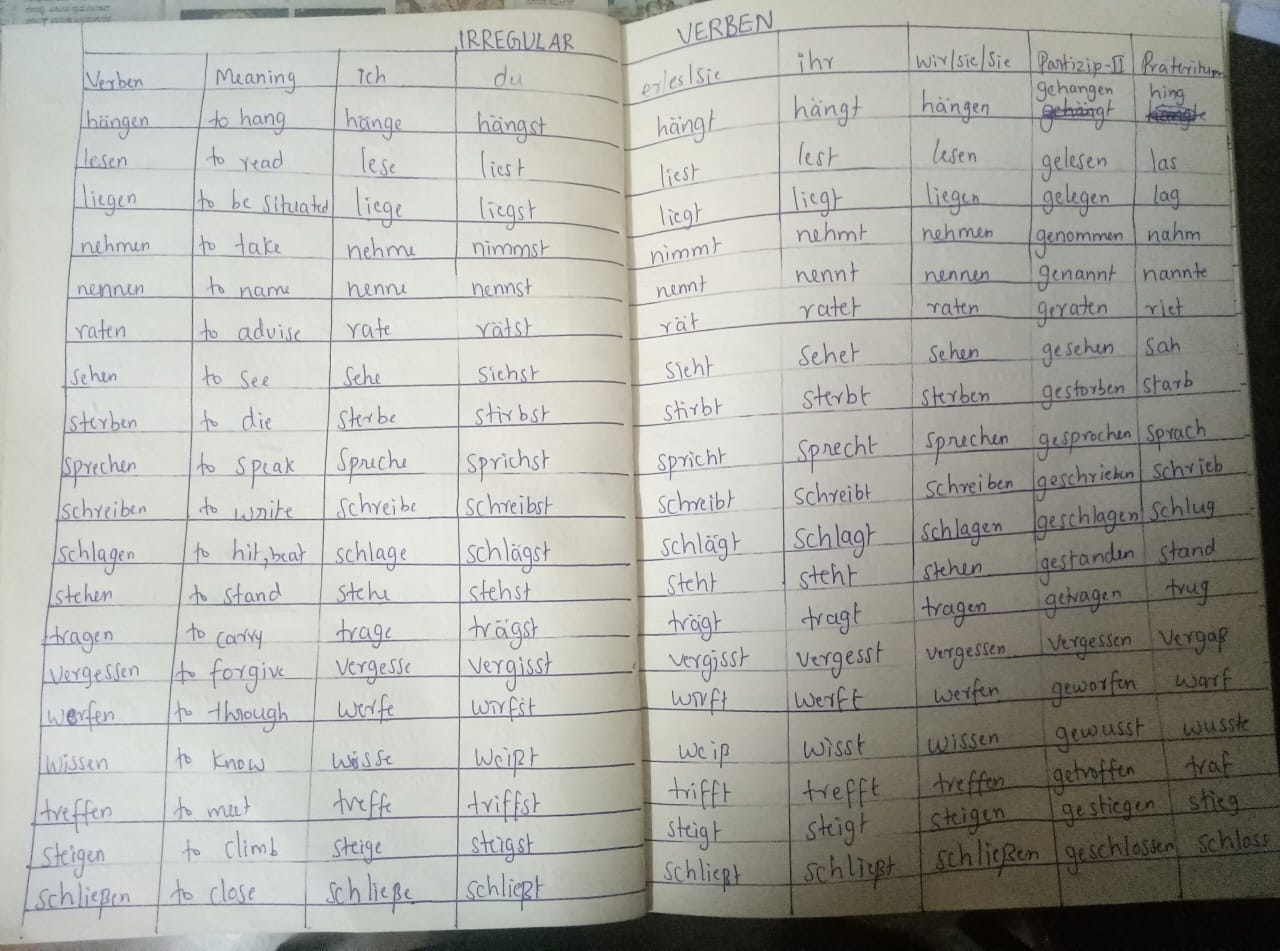 IRREGULAR VERBEN
Verben Meaning ich du er/es/sie ihr wir/sie/Sie Partizip-II Präteritum
hängen to hang hänge hängst hängt hängt hängen gehangen hing
lesen to read lese liest liest lest lesen gelesen las
liegen to be situated liege liegst liegt liegt liegen gelegen lag
nehmen to take nehme nimmst nimmt nehmt nehmen genommen nahm
nennen to name nenne nennst nennt nennt nennen genannt nannte
raten to advise rate rätst rät ratet raten geraten riet
sehen to see sehe siehst sieht sehet sehen gesehen sah
sterben to die sterbe stirbst stirbt sterbt sterben gestorben starb
sprechen to speak spreche sprichst spricht sprecht sprechen gesprochen sprach
schreiben to write schreibe schreibst schreibt schreibt schreiben geschrieben schrieb
schlagen to hit, beat schlage schlägst schlägt schlagt schlagen geschlagen schlug
stehen to stand stehe stehst steht steht stehen gestanden stand
tragen to carry trage trägst trägt tragt tragen getragen trug
vergessen to forgive vergesse vergisst vergisst vergesst vergessen vergessen vergaß
werfen to through werfe wirfst wirft werft werfen geworfen warf
wissen to know wisse weißt weiß wisst wissen gewusst wusste
treffen to meet treffe triffst trifft trefft treffen getroffen traf
steigen to climb steige steigst steigt steigt steigen gestiegen stieg
schließen to close schließe schließt schließt schließt schließen geschlossen schloss